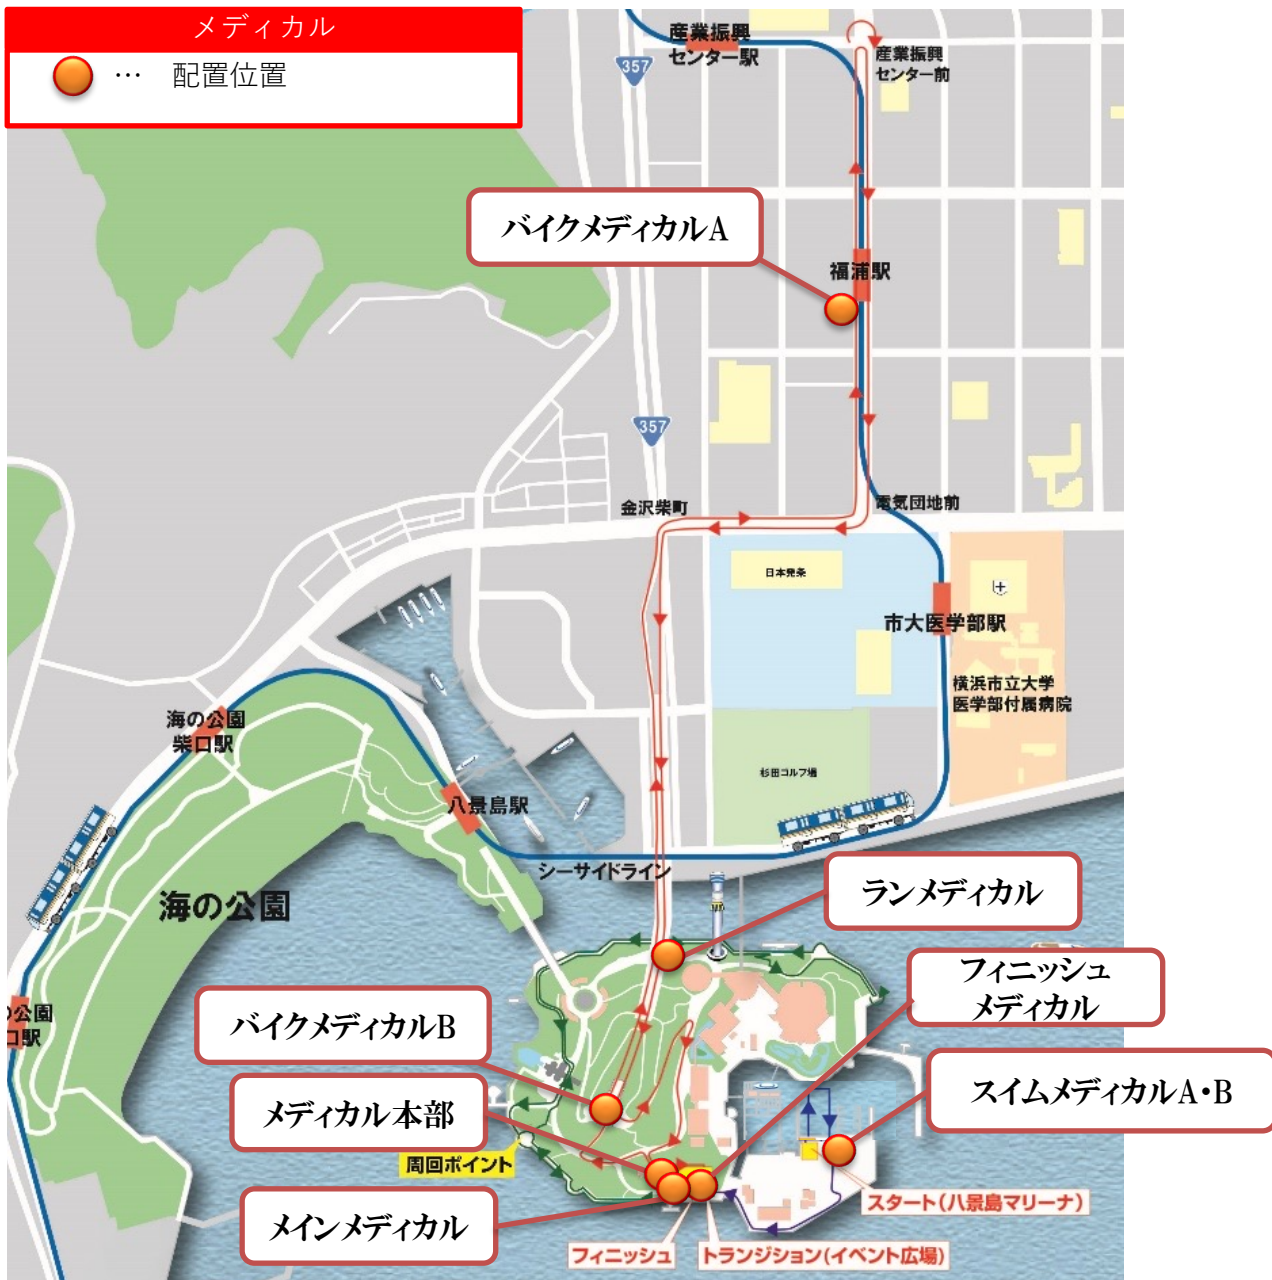 メディカル
… 配置位置
産業振興
センター駅
357
産業振興
センター前
バイクメディカルA
福浦駅
357
金沢柴町
電気団地前
日本発条
市大医学部駅
横浜市立大学
医学部付属病院
海の公園
柴口駅
杉田ゴルフ場
八景島駅
シーサイドライン
海の公園
ランメディカル
フィニッシュ
メディカル
の公園
口駅
バイクメディカルB
スイムメディカルA・B
メディカル本部
周回ポイント
スタート(八景島マリーナ)
メインメディカル
フィニッシュ
トランジション(イベント広場)